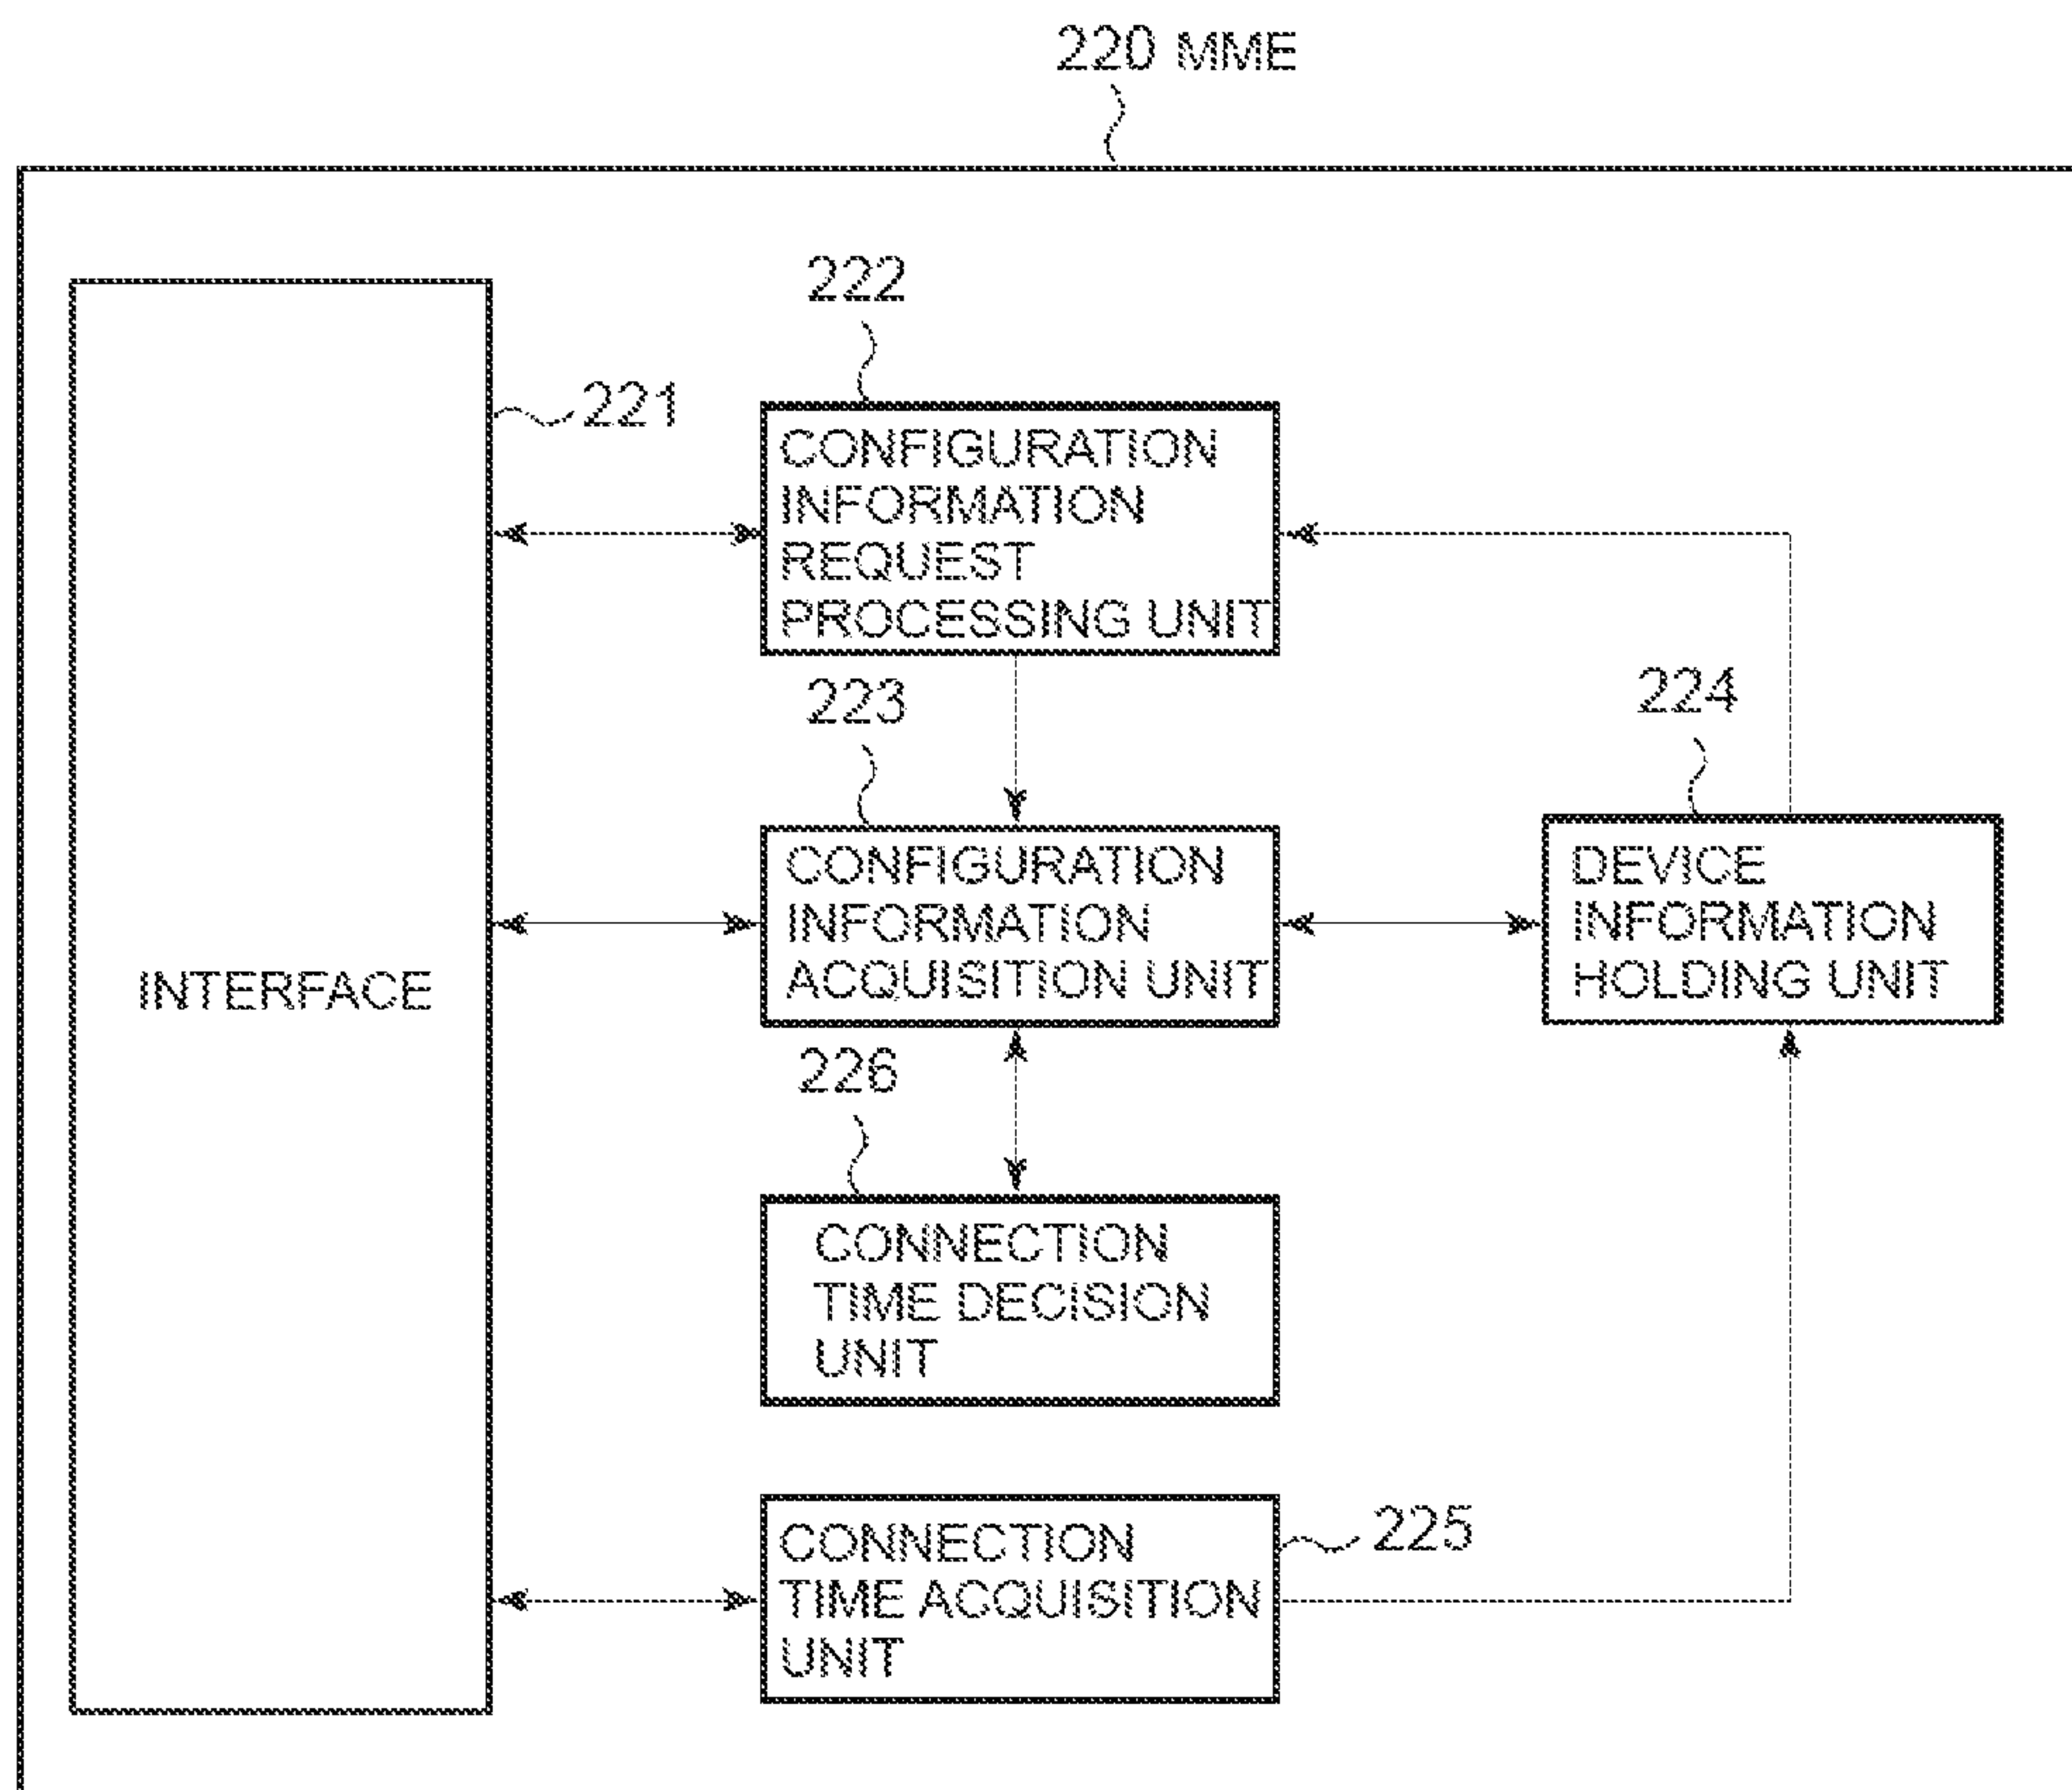 220 MME
222
221
CONFIGURATION
INFORMATION
REQUEST
PROCESSING UNIT
223
224
CONFIGURATION
INFORMATION
ACQUISITION UNIT
DEVICE
INFORMATION
HOLDING UNIT
INTERFACE
226
CONNECTION
TIME DECISION
UNIT
225
CONNECTION
TIME ACQUISITION
UNIT